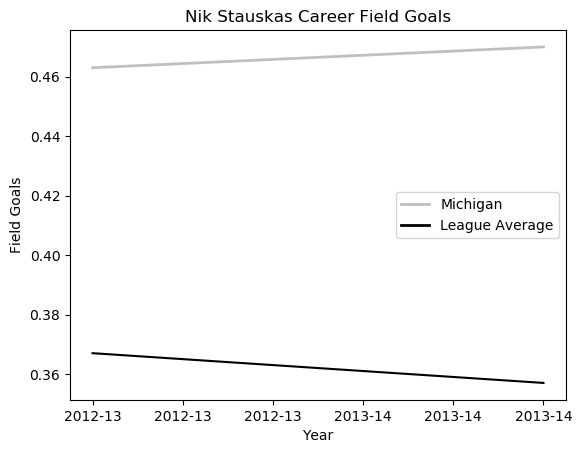 Nik Stauskas Career Field Goals
0.46
0.44
0.42
0.40
0.38
0.36
Field Goals
Michigan
League Average
2012-13 2012-13 2012-13 2013-14 2013-14 2013-14
Year